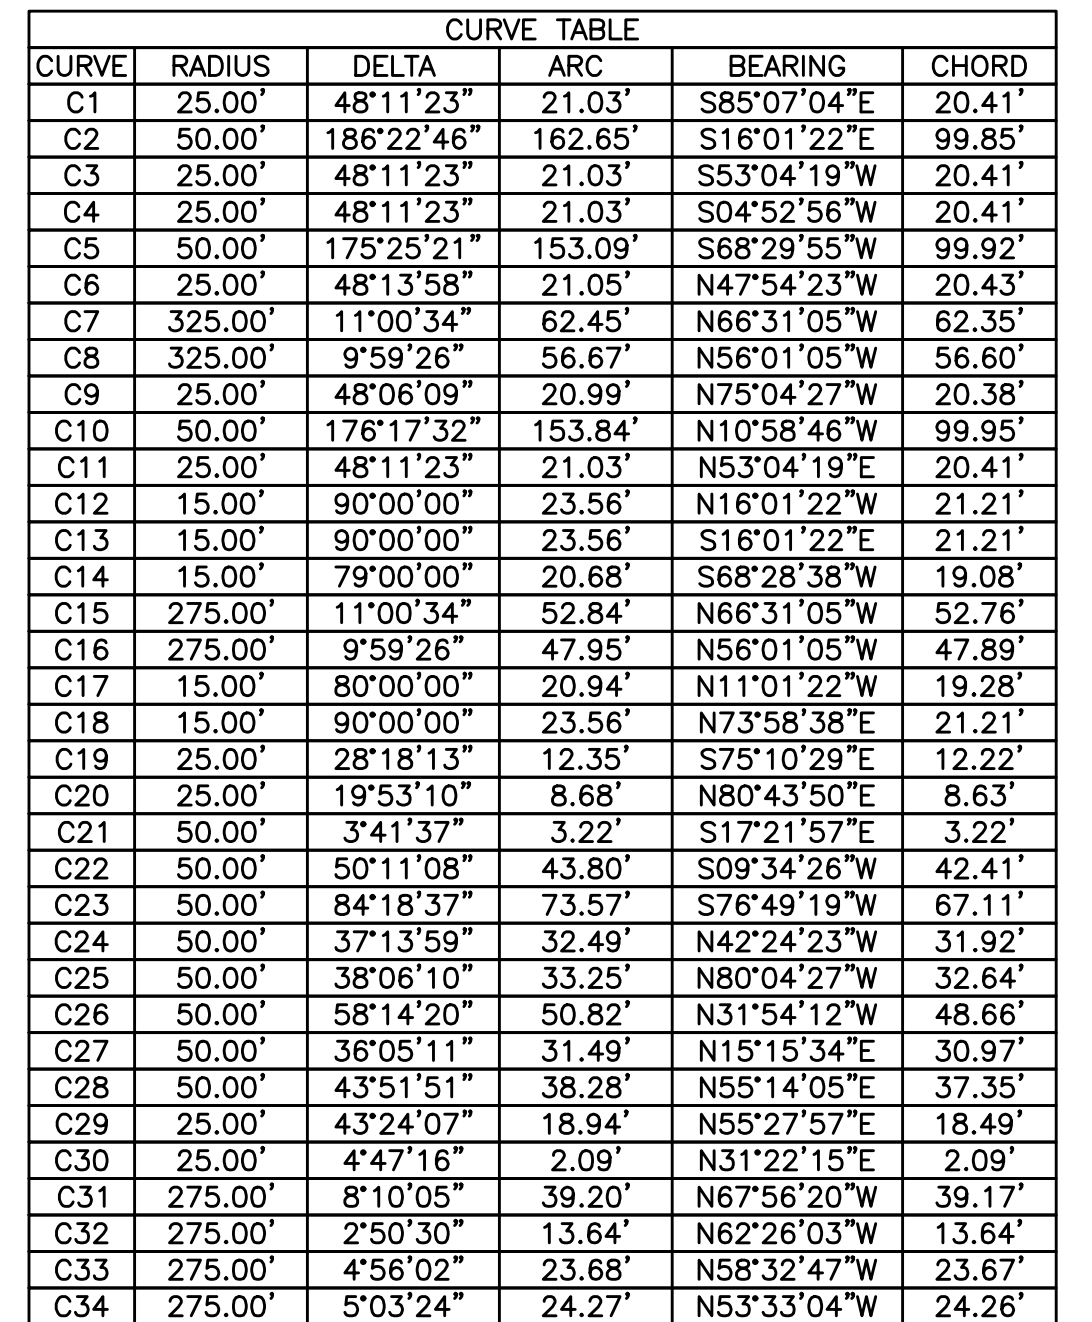 CURVE TABLE
CURVE RADIUS DELTA ARC BEARING CHORD
C1 25.00' 48°11'23" 21.03' S85°07'04"E 20.41'
C2 50.00' 186°22'46" 162.65' S16°01'22"E 99.85'
C3 25.00' 48°11'23" 21.03' S53°04'19"W 20.41'
C4 25.00' 48°11'23" 21.03' S04°52'56"W 20.41'
C5 50.00' 175°25'21" 153.09' S68°29'55"W 99.92'
C6 25.00' 48°13'58" 21.05' N47°54'23"W 20.43'
C7 325.00' 11°00'34" 62.45' N66°31'05"W 62.35'
C8 325.00' 9°59'26" 56.67' N56°01'05"W 56.60'
C9 25.00' 48°06'09" 20.99' N75°04'27"W 20.38'
C10 50.00' 176°17'32" 153.84' N10°58'46"W 99.95'
C11 25.00' 48°11'23" 21.03' N53°04'19"E 20.41'
C12 15.00' 90°00'00" 23.56' N16°01'22"W 21.21'
C13 15.00' 90°00'00" 23.56' S16°01'22"E 21.21'
C14 15.00' 79°00'00" 20.68' S68°28'38"W 19.08'
C15 275.00' 11°00'34" 52.84' N66°31'05"W 52.76'
C16 275.00' 9°59'26" 47.95' N56°01'05"W 47.89'
C17 15.00' 80°00'00" 20.94' N11°01'22"W 19.28'
C18 15.00' 90°00'00" 23.56' N73°58'38"E 21.21'
C19 25.00' 28°18'13" 12.35' S75°10'29"E 12.22'
C20 25.00' 19°53'10" 8.68' N80°43'50"E 8.63'
C21 50.00' 3°41'37" 3.22' S17°21'57"E 3.22'
C22 50.00' 50°11'08" 43.80' S09°34'26"W 42.41'
C23 50.00' 84°18'37" 73.57' S76°49'19"W 67.11'
C24 50.00' 37°13'59" 32.49' N42°24'23"W 31.92'
C25 50.00' 38°06'10" 33.25' N80°04'27"W 32.64'
C26 50.00' 58°14'20" 50.82' N31°54'12"W 48.66'
C27 50.00' 36°05'11" 31.49' N15°15'34"E 30.97'
C28 50.00' 43°51'51" 38.28' N55°14'05"E 37.35'
C29 25.00' 43°24'07" 18.94' N55°27'57"E 18.49'
C30 25.00' 4°47'16" 2.09' N31°22'15"E 2.09'
C31 275.00' 8°10'05" 39.20' N67°56'20"W 39.17'
C32 275.00' 2°50'30" 13.64' N62°26'03"W 13.64'
C33 275.00' 4°56'02" 23.68' N58°32'47"W 23.67'
C34 275.00' 5°03'24" 24.27' N53°33'04"W 24.26'